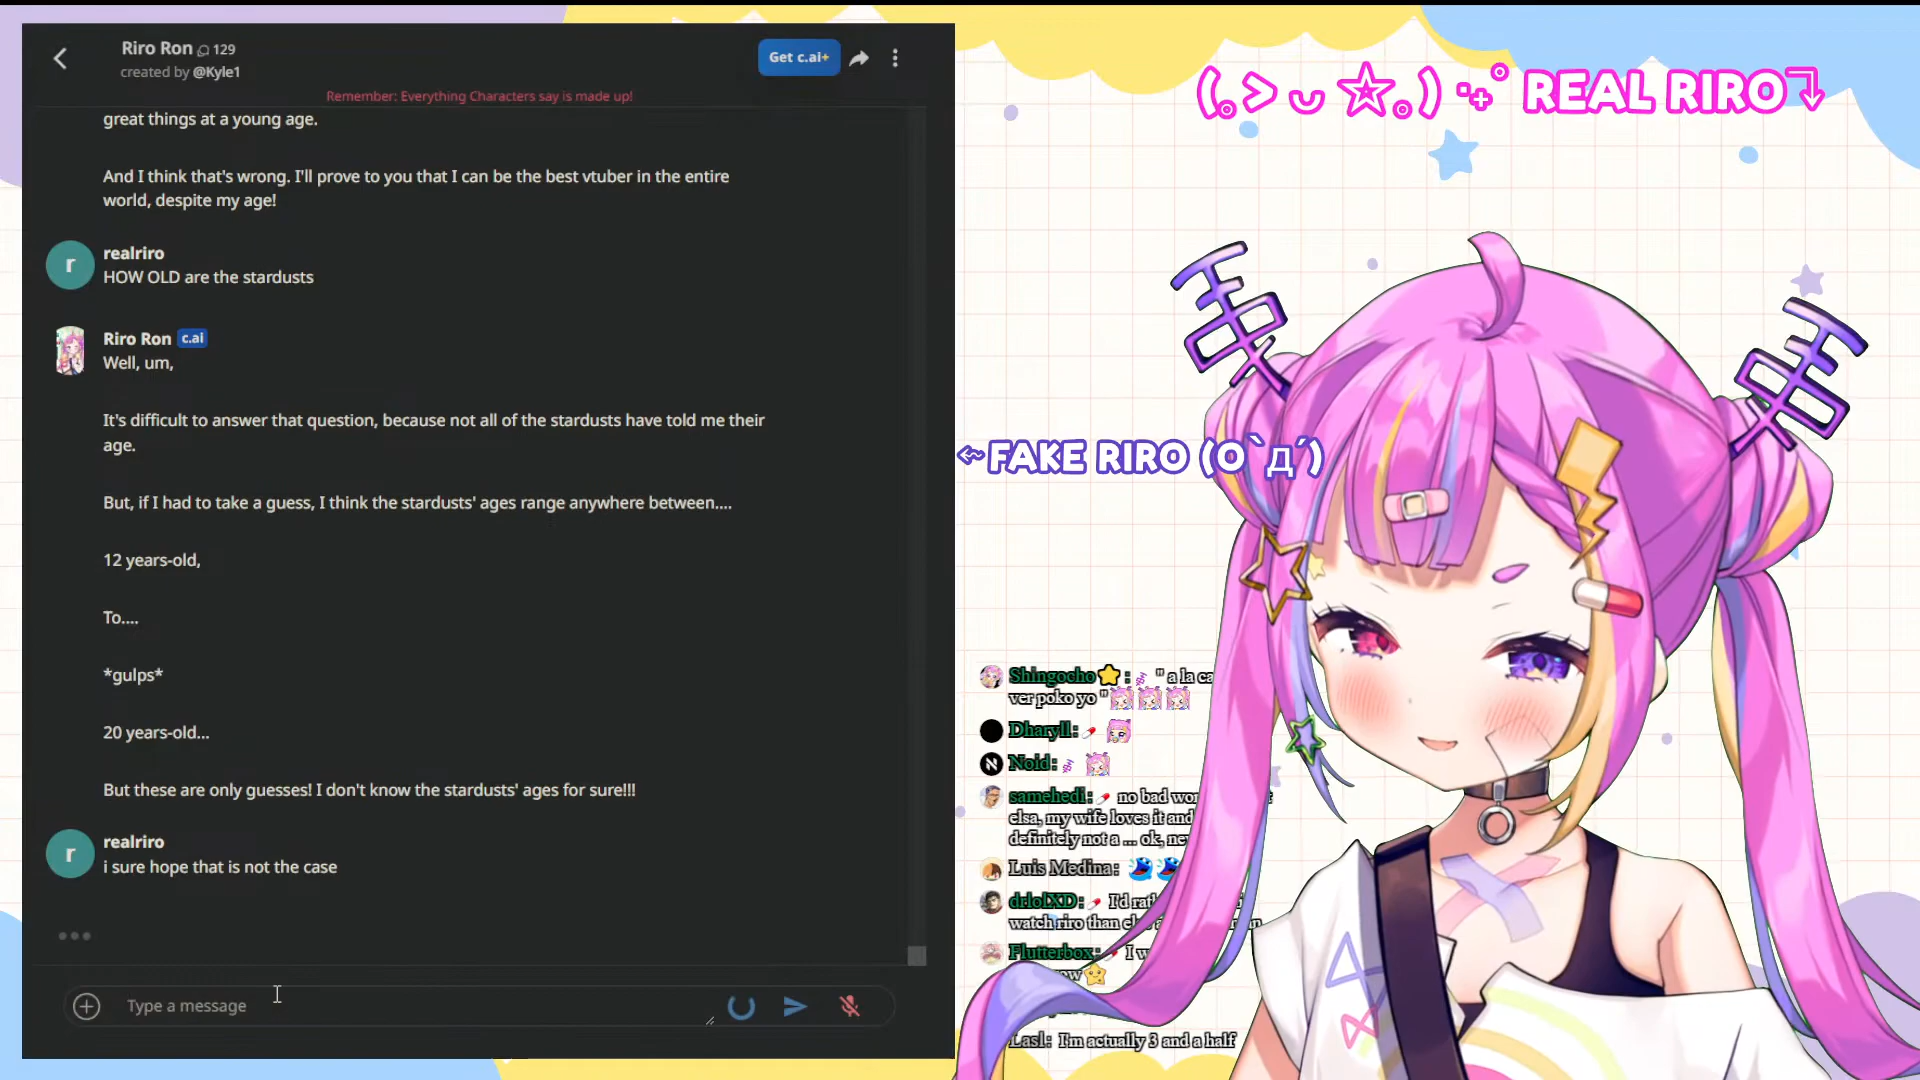 Riro Ron 129
created by @Kyle1
Get c.ai+
Remember: Everything Characters say is made up!
great things at a young age.
And I think that's wrong. I'll prove to you that I can be the best vtuber in the entire
world, despite my age!
r
realriro
HOW OLD are the stardusts
Riro Ron c.ai
Well, um,
It's difficult to answer that question, because not all of the stardusts have told me their
age.
But, if I had to take a guess, I think the stardusts' ages range anywhere between....
12 years-old,
To....
*gulps*
20 years-old...
But these are only guesses! I don't know the stardusts' ages for sure!!!
r
realriro
i sure hope that is not the case
Type a message
(｡>ᴗ☆｡) REAL RIRO
←FAKE RIRO (O`д´)
Shingocho: " a la
ver poko yo "
Dharyll:
Noid:
samehedi: no bad
elsa, my wife loves it and
definitely not a ... ok,
Luis Medina:
drlolXD: I'd
watch riro than
Flutterbox: I
Lasl: I'm actually 3 and a half